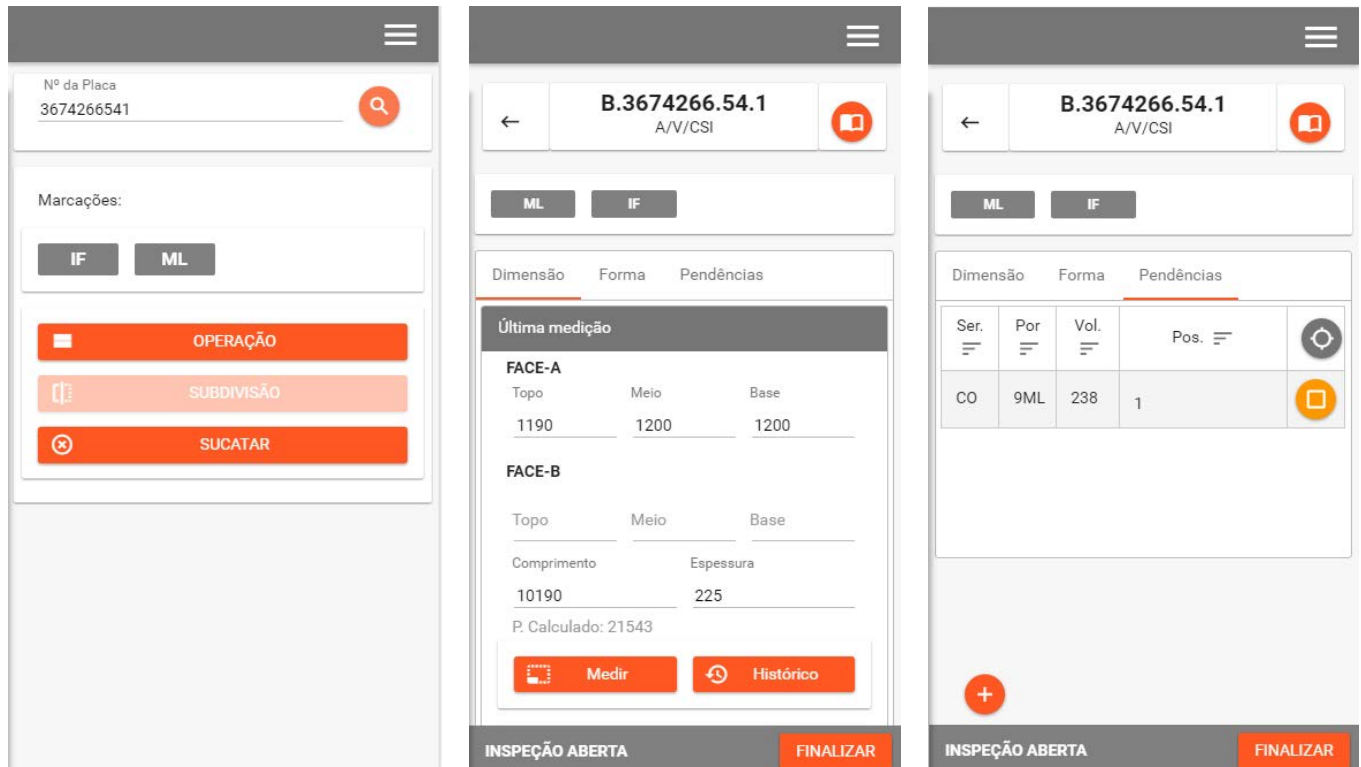 Nº da Placa
3674266541
Marcações:
IF ML
OPERAÇÃO
SUBDIVISÃO
SUCATAR
B.3674266.54.1
A/V/CSI
ML IF
Dimensão Forma Pendências
Última medição
FACE-A
Topo Meio Base
1190 1200 1200
FACE-B
Topo Meio Base
Comprimento Espessura
10190 225
P. Calculado: 21543
Medir Histórico
INSPEÇÃO ABERTA FINALIZAR
B.3674266.54.1
A/V/CSI
ML IF
Dimensão Forma Pendências
Ser. Por Vol. Pos.
CO 9ML 238 1
INSPEÇÃO ABERTA FINALIZAR